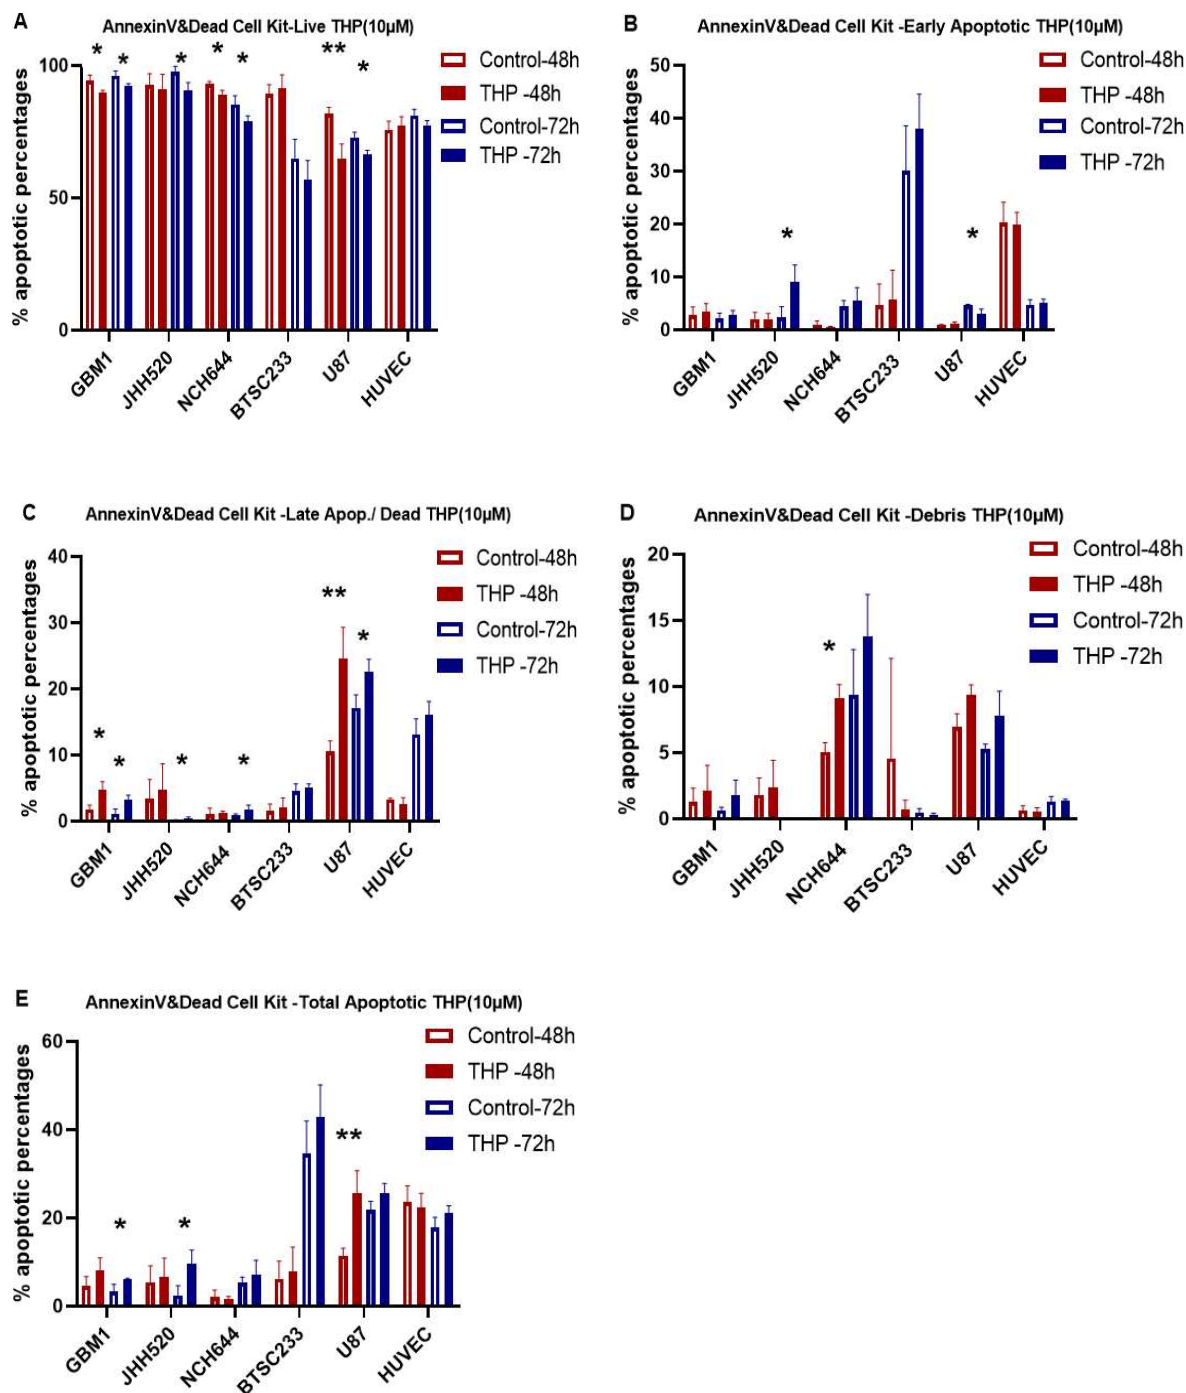 A
AnnexinV&Dead Cell Kit-Live THP(10µM)
% apoptotic percentages
100
50
0
* * * * * ** *
Control-48h
THP -48h
Control-72h
THP -72h
GBM1
JHH520
NCH644
BTSC233
U87
HUVEC
B
AnnexinV&Dead Cell Kit -Early Apoptotic THP(10µM)
% apoptotic percentages
50
40
30
20
10
0
* *
Control-48h
THP -48h
Control-72h
THP -72h
GBM1
JHH520
NCH644
BTSC233
U87
HUVEC
C
AnnexinV&Dead Cell Kit -Late Apop./ Dead THP(10µM)
% apoptotic percentages
40
30
20
10
0
* * * * ** *
Control-48h
THP -48h
Control-72h
THP -72h
GBM1
JHH520
NCH644
BTSC233
U87
HUVEC
D
AnnexinV&Dead Cell Kit -Debris THP(10µM)
% apoptotic percentages
20
15
10
5
0
*
Control-48h
THP -48h
Control-72h
THP -72h
GBM1
JHH520
NCH644
BTSC233
U87
HUVEC
E
AnnexinV&Dead Cell Kit -Total Apoptotic THP(10µM)
% apoptotic percentages
60
40
20
0
* * **
Control-48h
THP -48h
Control-72h
THP -72h
GBM1
JHH520
NCH644
BTSC233
U87
HUVEC